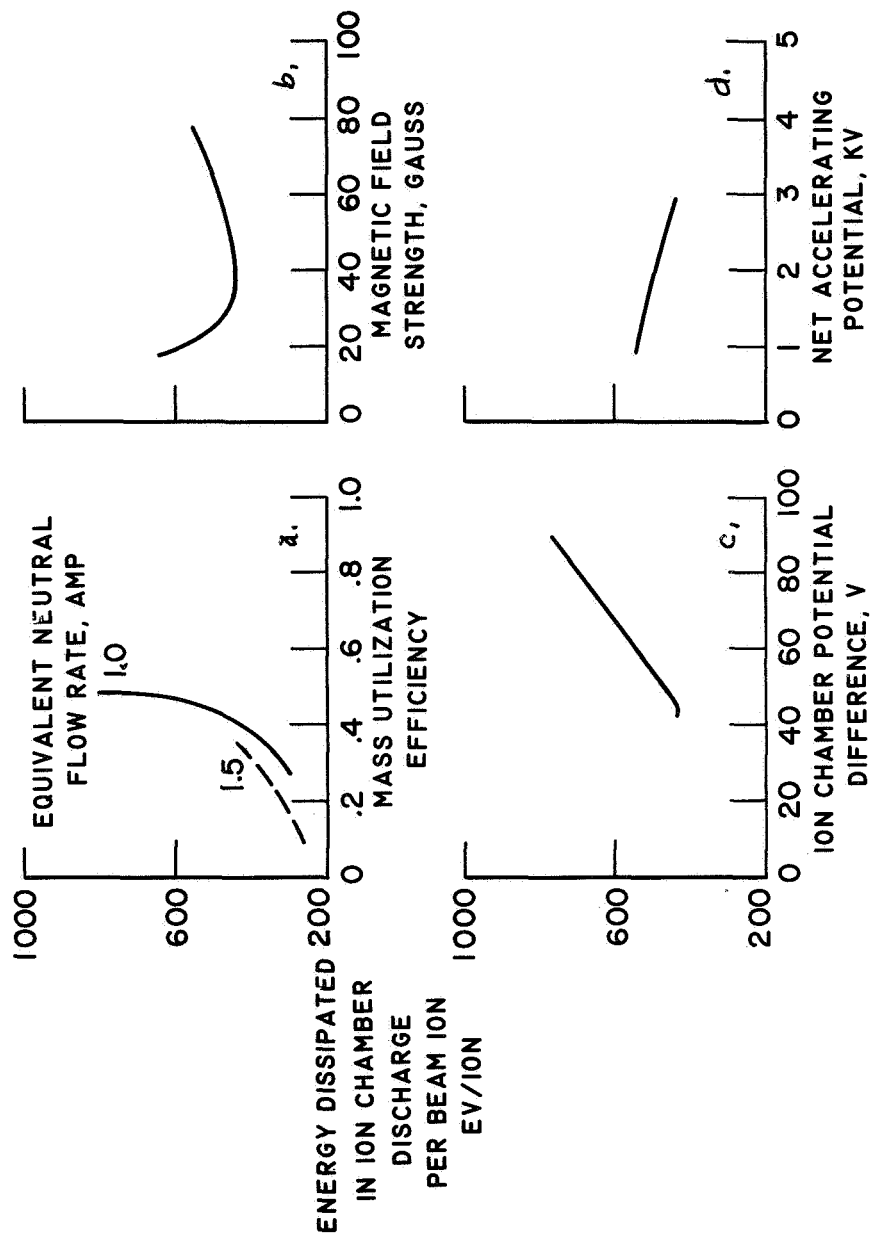 ENERGY DISSIPATED
IN ION CHAMBER
DISCHARGE
PER BEAM ION
EV/ION
1000
600
200
EQUIVALENT NEUTRAL
FLOW RATE, AMP
1.0
1.5
a.
0 .2 .4 .6 .8 1.0
MASS UTILIZATION
EFFICIENCY
b,
0 20 40 60 80 100
MAGNETIC FIELD
STRENGTH, GAUSS
1000
600
200
c,
0 20 40 60 80 100
ION CHAMBER POTENTIAL
DIFFERENCE, V
d.
0 1 2 3 4 5
NET ACCELERATING
POTENTIAL, KV